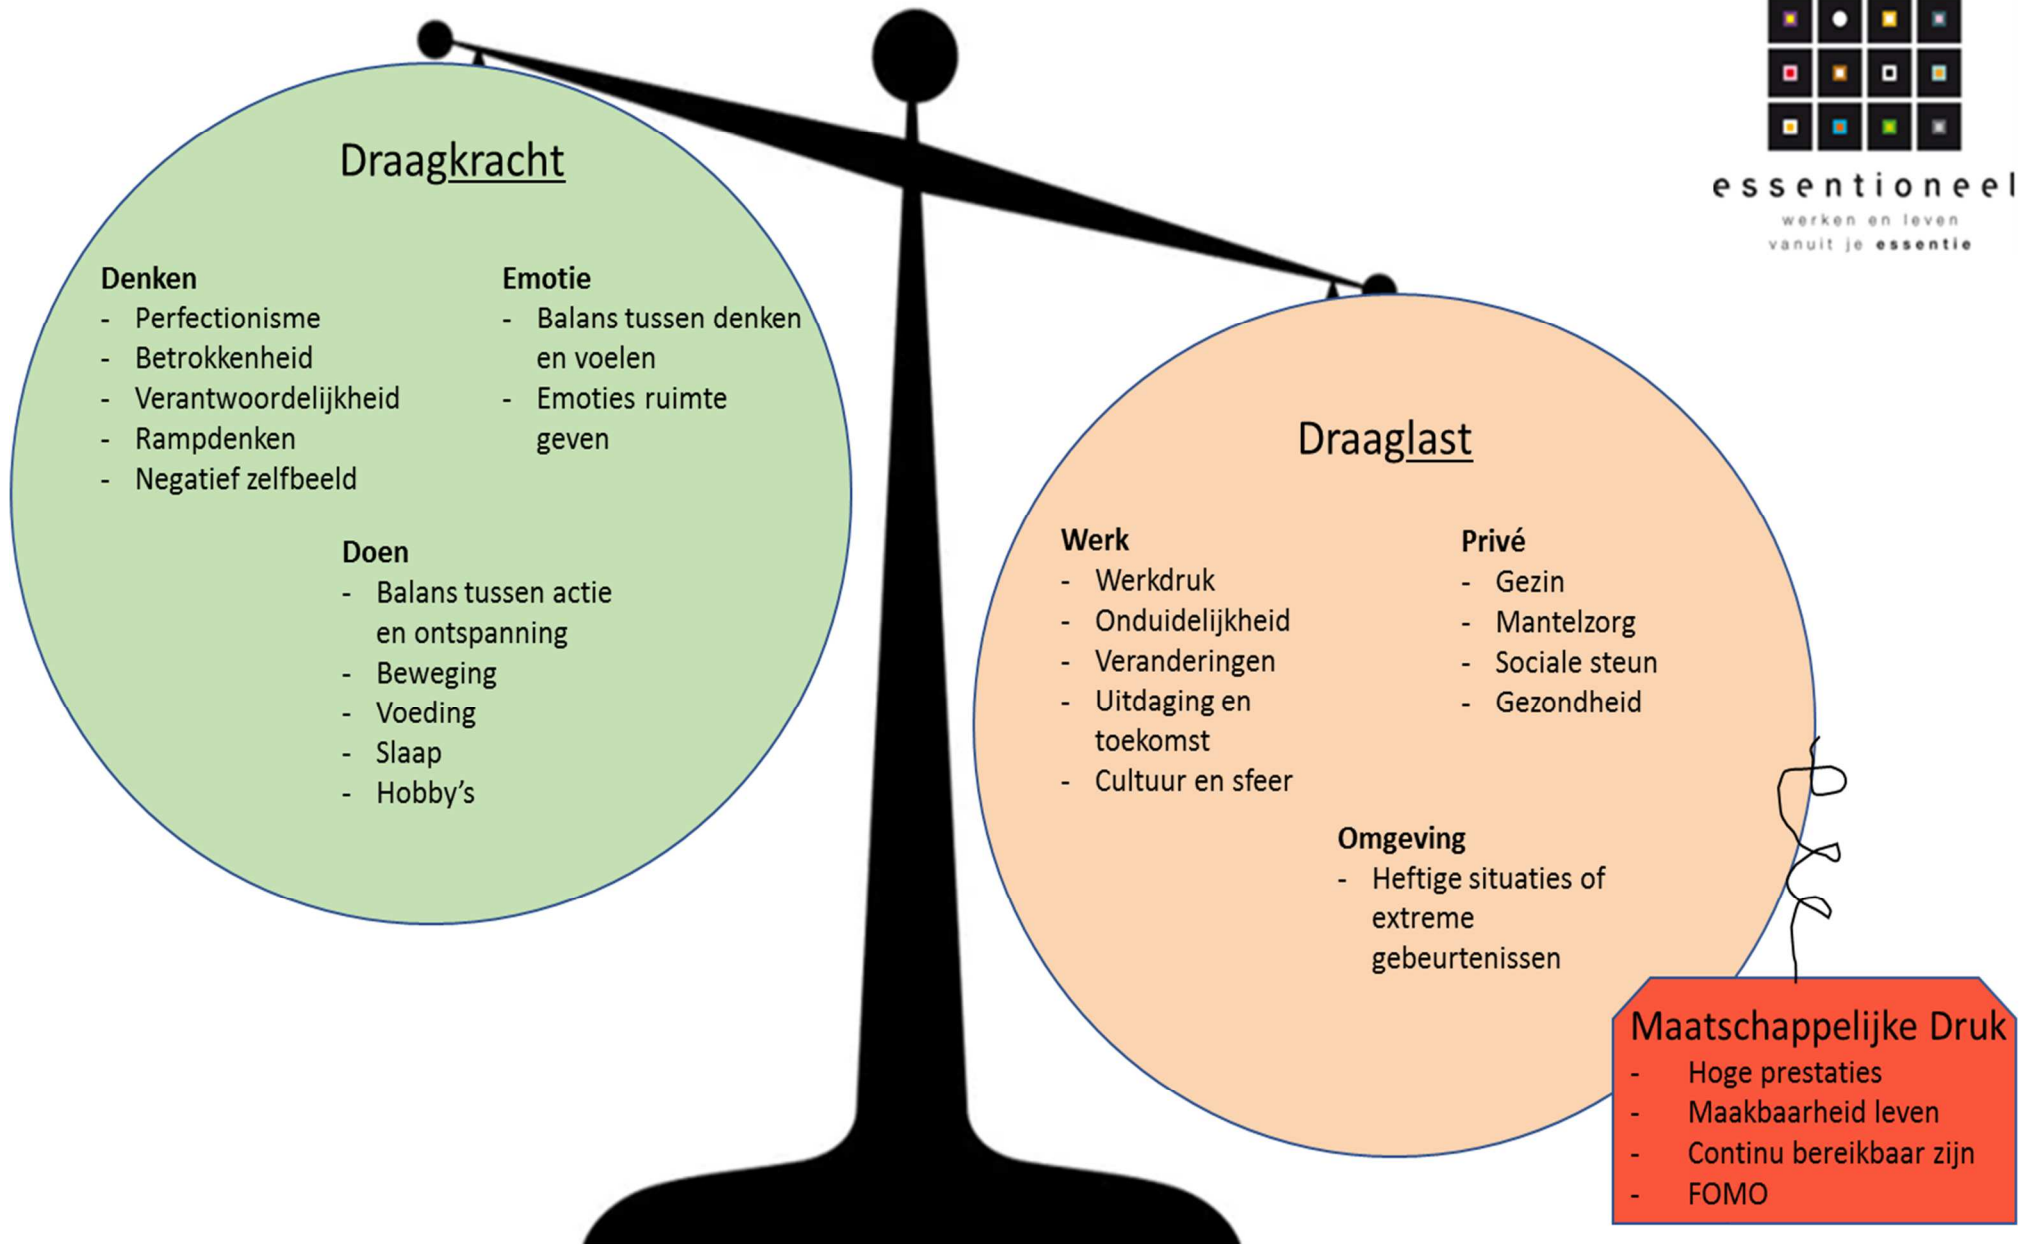 essentioneel
werken en leven
vanuit je essentie
Draagkracht
Denken
- Perfectionisme
- Betrokkenheid
- Verantwoordelijkheid
- Rampdenken
- Negatief zelfbeeld
Emotie
- Balans tussen denken
en voelen
- Emoties ruimte
geven
Doen
- Balans tussen actie
en ontspanning
- Beweging
- Voeding
- Slaap
- Hobby’s
Draaglast
Werk
- Werkdruk
- Onduidelijkheid
- Veranderingen
- Uitdaging en
toekomst
- Cultuur en sfeer
Privé
- Gezin
- Mantelzorg
- Sociale steun
- Gezondheid
Omgeving
- Heftige situaties of
extreme
gebeurtenissen
Maatschappelijke Druk
- Hoge prestaties
- Maakbaarheid leven
- Continu bereikbaar zijn
- FOMO